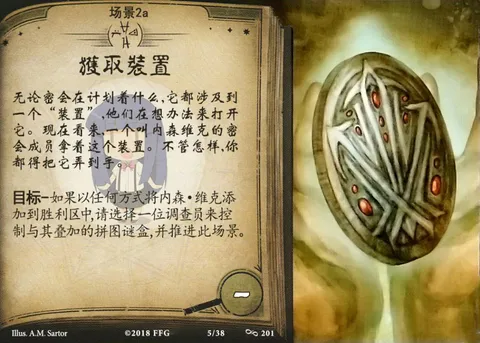 场景2a
獲取裝置
无论密会在计划着什么,它都涉及到
一个“装置”,他们在想办法来打开
它。现在看来,一个叫内森维克的密
会成员拿着这个装置。不管怎样,你
都得把它弄到手。
目标–如果以任何方式将内森•维克添
加到胜利区中,请选择一位调查员来控
制与其叠加的拼图谜盒,并推进此场景。
–
Illus. A.M. Sartor ©2018 FFG 5/38 201